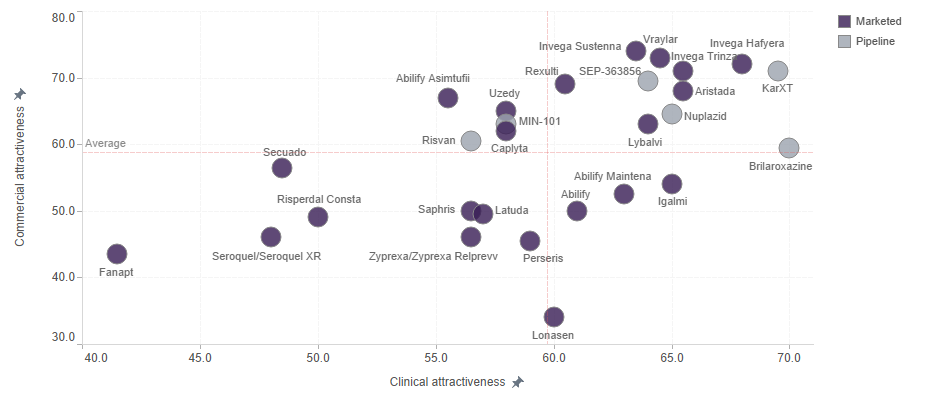 80.0
Marketed
Vraylar
Invega Hafyera
Invega Sustenna
Pipeline
Invega Trinza
Rexulti
SEP-363856
70.0
Abilify Asimtufii
KarXT
Uzedy
Aristada
Nuplazid
MIN-101
Risvan
Lybalvi
Average
60.0
Caplyta
Secuado
Brilaroxazine
Abilify Maintena
Risperdal Consta
Abilify
Igalmi
50.0
Saphris
Latuda
Seroquel/Seroquel XR
Zyprexa/Zyprexa Relprevv
Perseris
Fanapt
40.0
30.0
Lonasen
Commercial attractiveness
40.0
45.0
50.0
55.0
60.0
65.0
70.0
Clinical attractiveness